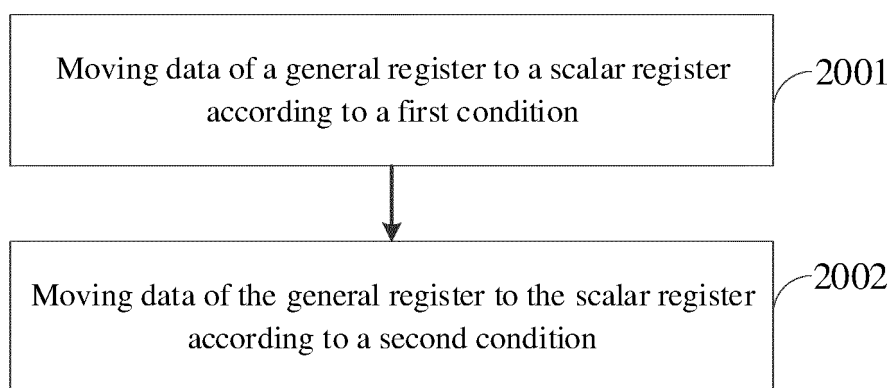 Moving data of a general register to a scalar register
according to a first condition
2001
Moving data of the general register to the scalar register
according to a second condition
2002